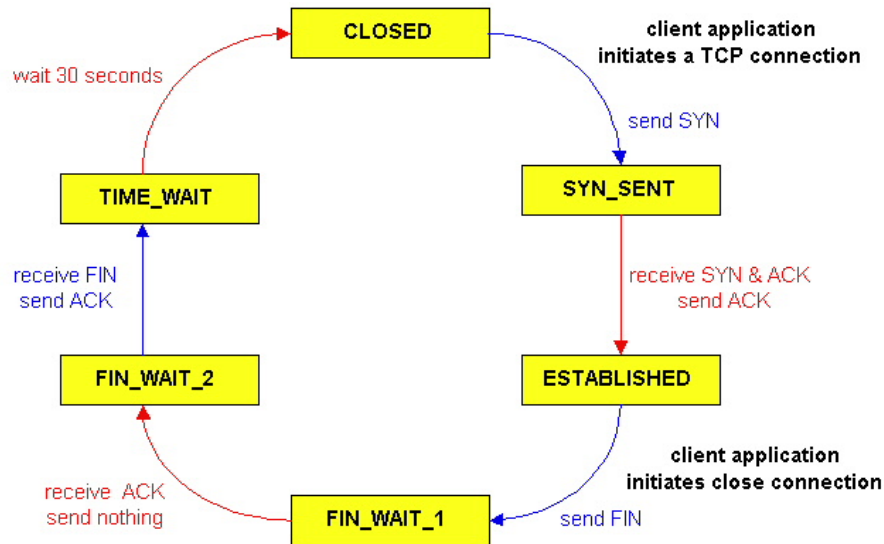 CLOSED
client application
initiates a TCP connection
wait 30 seconds
send SYN
TIME_WAIT
SYN_SENT
receive FIN
send ACK
receive SYN & ACK
send ACK
FIN_WAIT_2
ESTABLISHED
client application
initiates close connection
receive ACK
send nothing
FIN_WAIT_1
send FIN